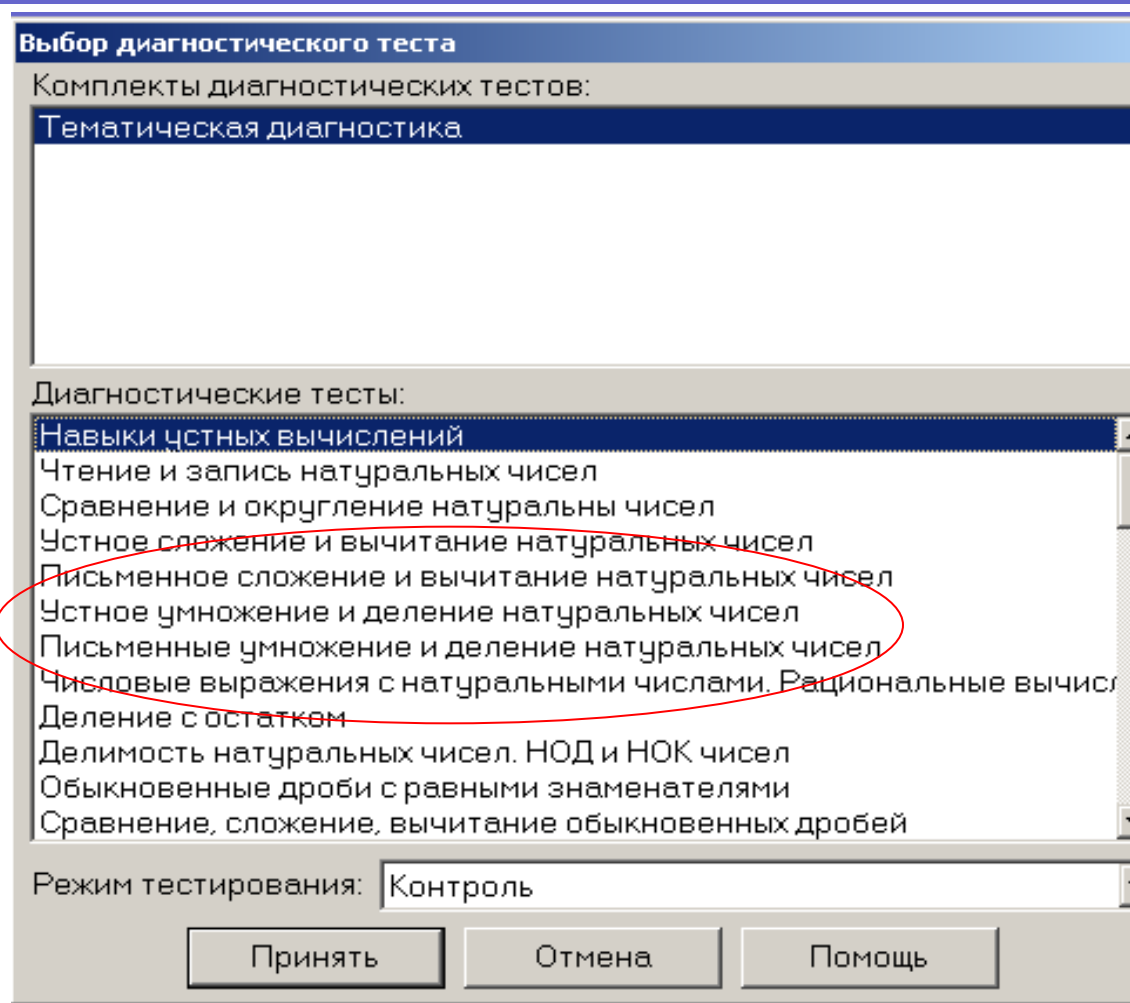 Выбор диагностического теста
Комплекты диагностических тестов:
Тематическая диагностика
Диагностические тесты:
Навыки устных вычислений
Чтение и запись натуральных чисел
Сравнение и округление натуральны чисел
Устное сложение и вычитание натуральных чисел
Письменное сложение и вычитание натуральных чисел
Устное умножение и деление натуральных чисел
Письменные умножение и деление натуральных чисел
Числовые выражения с натуральными числами. Рациональные вычисл
Деление с остатком
Делимость натуральных чисел. НОД и НОК чисел
Обыкновенные дроби с равными знаменателями
Сравнение, сложение, вычитание обыкновенных дробей
Режим тестирования: Контроль
Принять Отмена Помощь